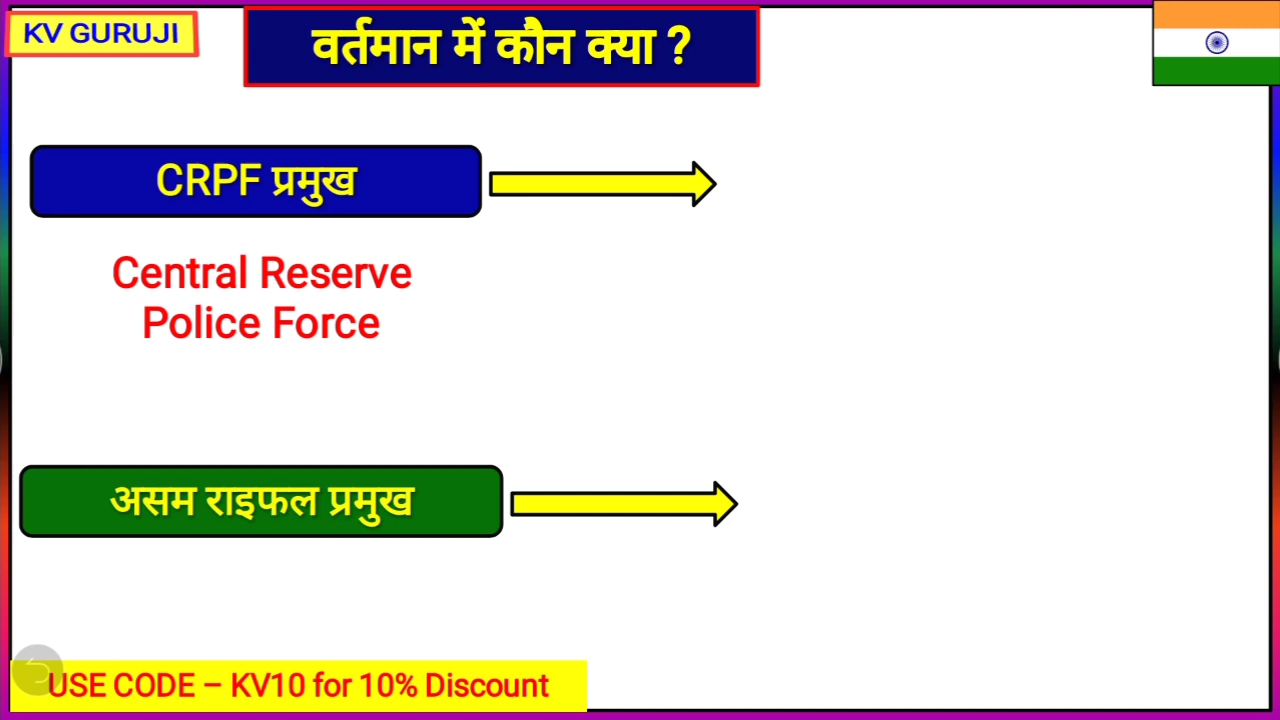 KV GURUJI
वर्तमान में कौन क्या ?
CRPF प्रमुख
Central Reserve
Police Force
असम राइफल प्रमुख
USE CODE – KV10 for 10% Discount